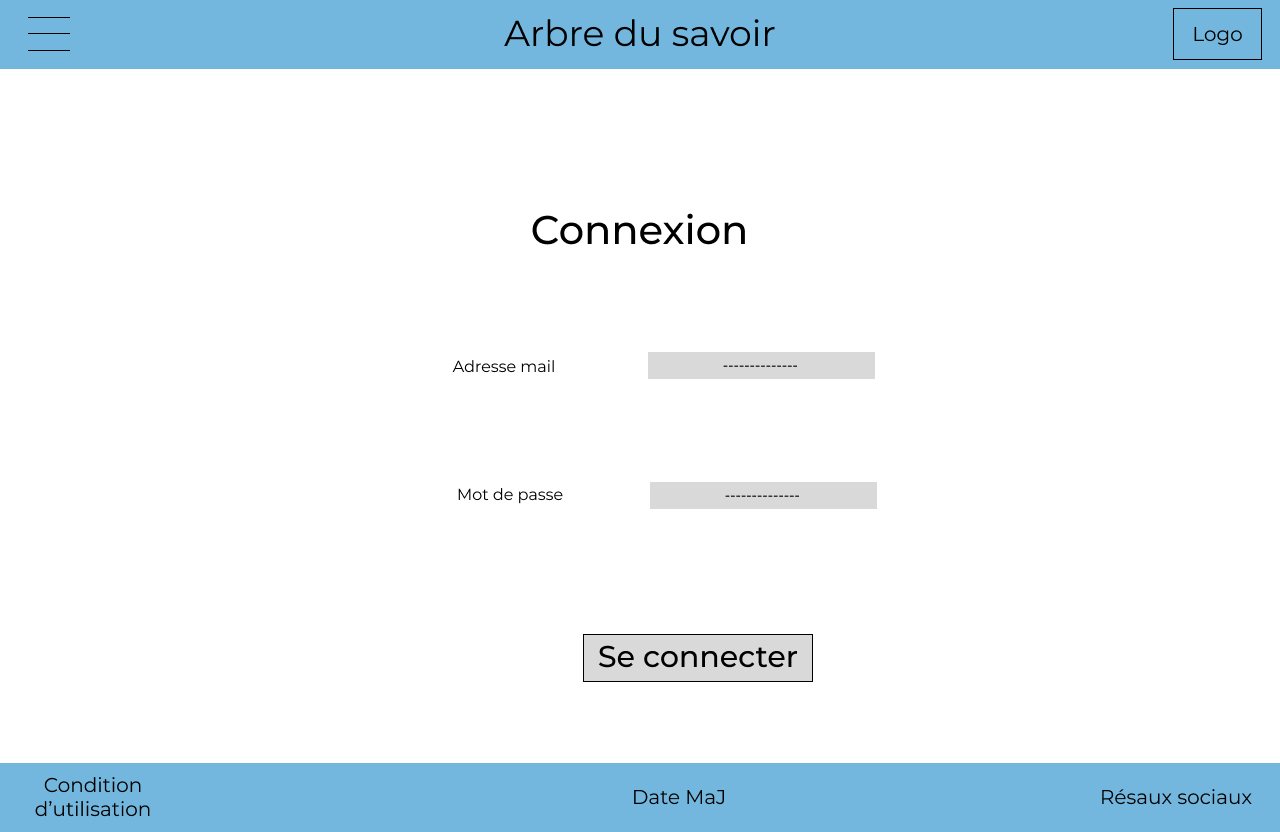 Arbre du savoir
Logo
Connexion
Adresse mail
--------------
Mot de passe
--------------
Se connecter
Condition
d’utilisation
Date MaJ
Résaux sociaux